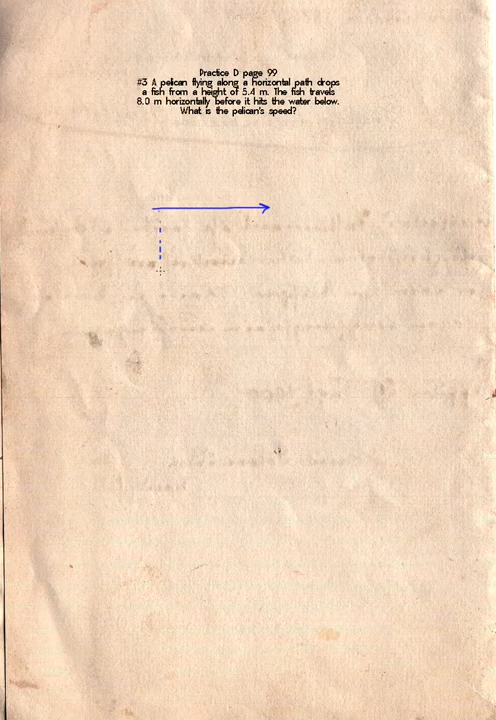 Practice D page 99
#3 A pelican flying along a horizontal path drops
a fish from a height of 5.4 m. The fish travels
8.0 m horizontally before it hits the water below.
What is the pelican's speed?